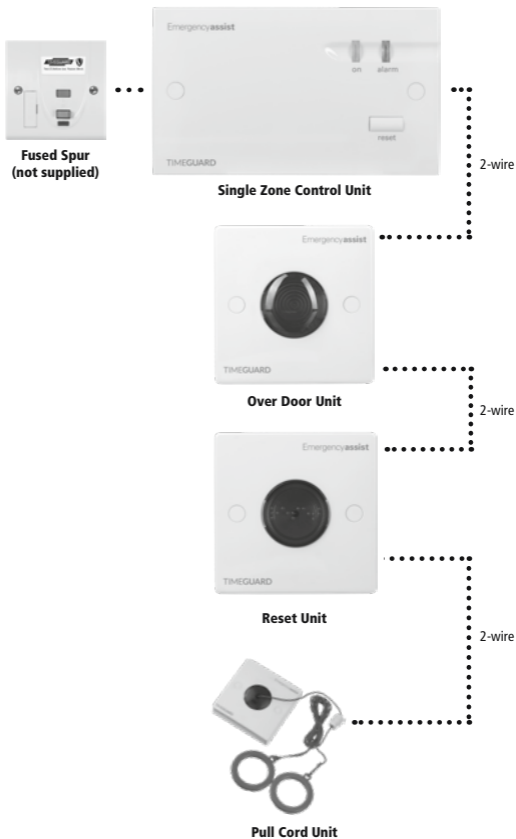 Emergencyassist
on alarm
reset
TIMEGUARD
Fused Spur
(not supplied)
Single Zone Control Unit
2-wire
Emergencyassist
TIMEGUARD
Over Door Unit
2-wire
Emergencyassist
TIMEGUARD
Reset Unit
2-wire
Pull Cord Unit